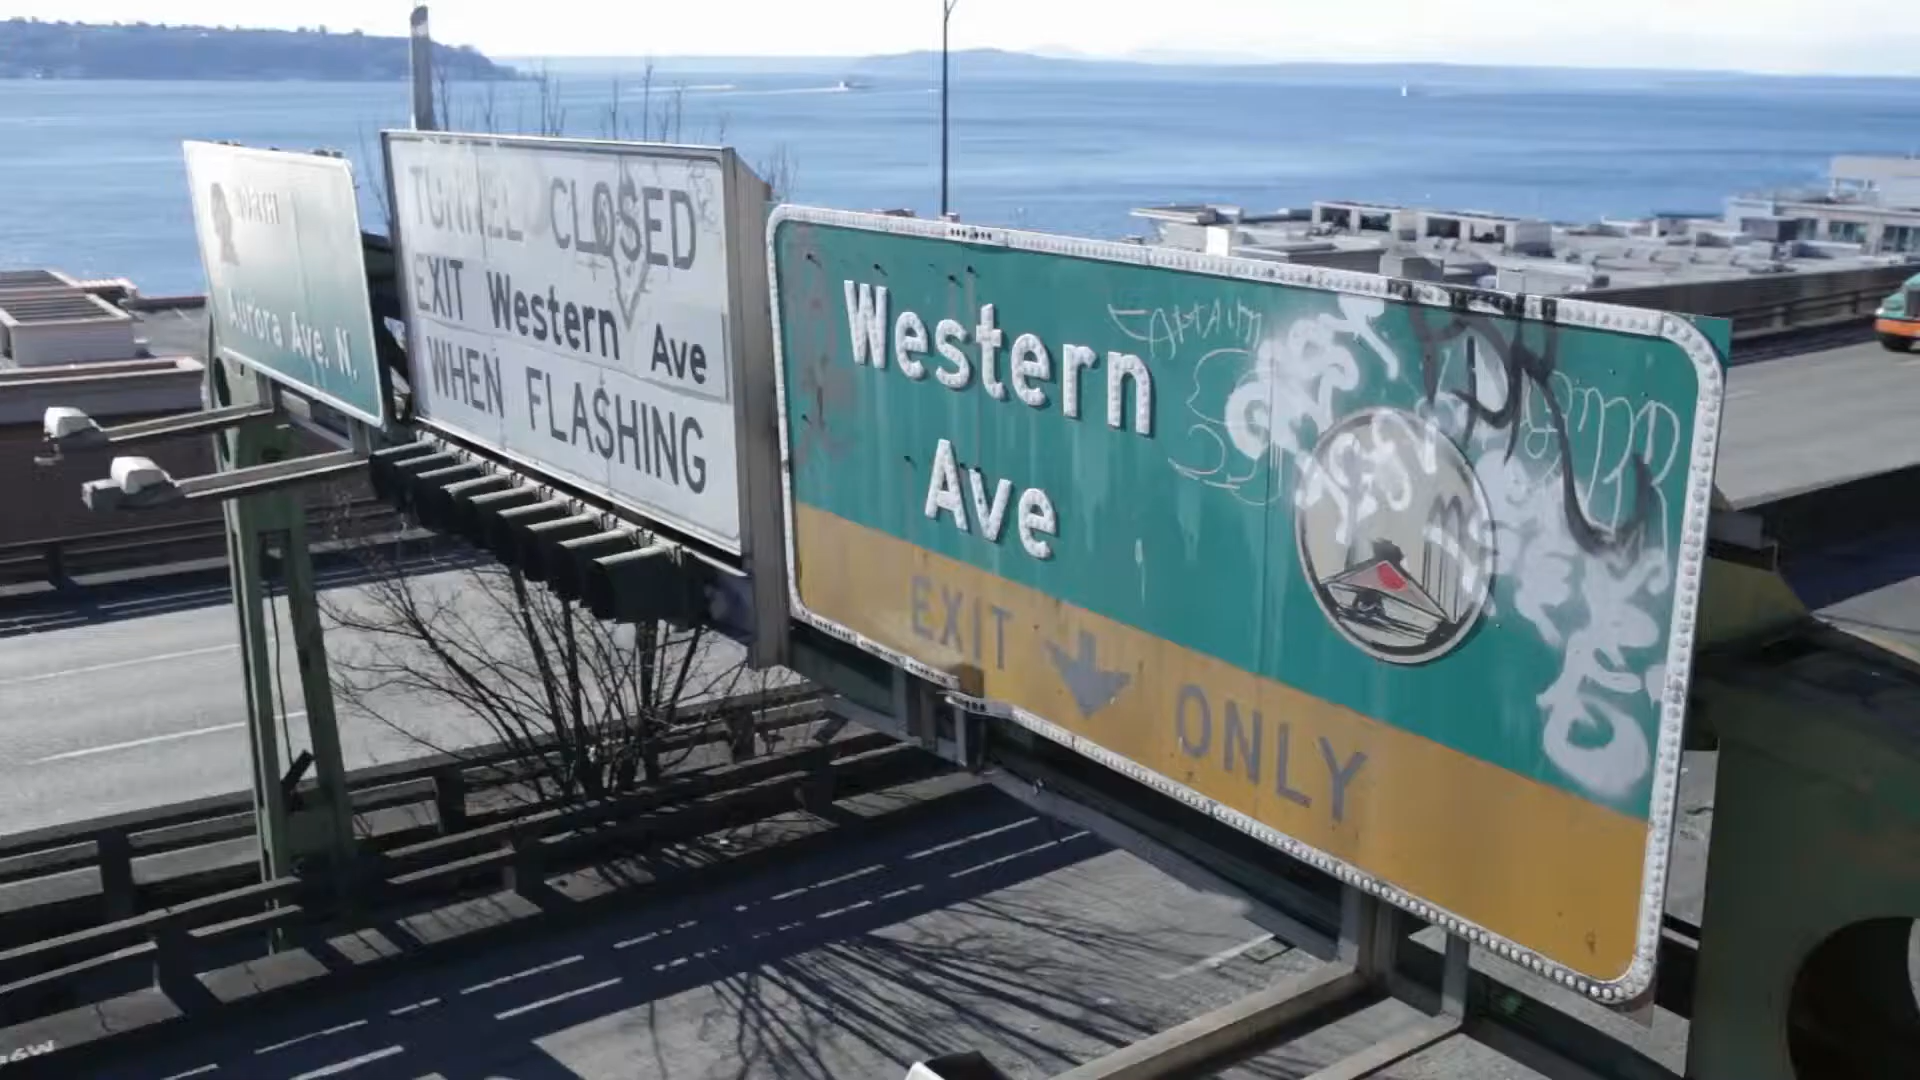 Aurora Ave. N.
TUNNEL CLOSED
EXIT Western Ave
WHEN FLASHING
Western
Ave
EXIT ONLY